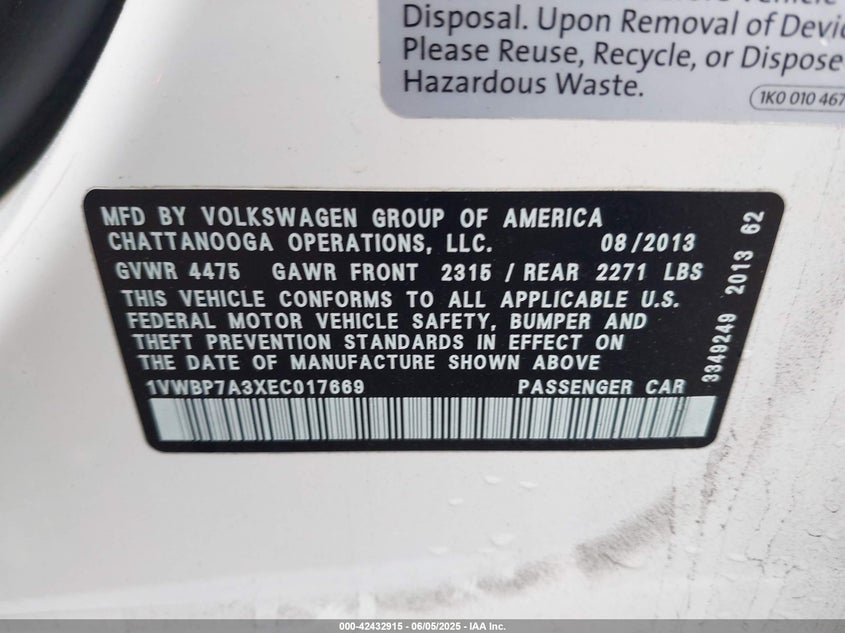 Disposal. Upon Removal of
Please Reuse, Recycle, or Dispose
Hazardous Waste.
1K0 010 467
MFD BY VOLKSWAGEN GROUP OF AMERICA
CHATTANOOGA OPERATIONS, LLC. 08/2013
GVWR 4475 GAWR FRONT 2315 / REAR 2271 LBS
THIS VEHICLE CONFORMS TO ALL APPLICABLE U.S.
FEDERAL MOTOR VEHICLE SAFETY, BUMPER AND
THEFT PREVENTION STANDARDS IN EFFECT ON
THE DATE OF MANUFACTURE SHOWN ABOVE
1VWBP7A3XEC017669 PASSENGER CAR
3349249 2013 62
000-42432915 - 06/05/2025 - IAA Inc.